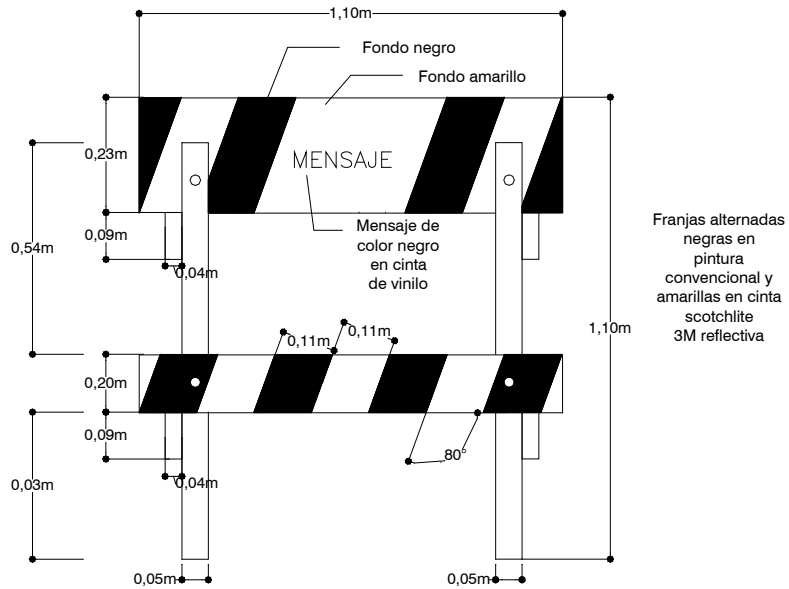 1,10m
Fondo negro
Fondo amarillo
0,23m
MENSAJE
0,09m
0,04m
0,54m
Mensaje de
color negro
en cinta
de vinilo
Franjas alternadas
negras en
pintura
convencional y
amarillas en cinta
scotchlite
3M reflectiva
1,10m
0,11m
0,11m
0,20m
0,09m
80°
0,04m
0,03m
0,05m
0,05m